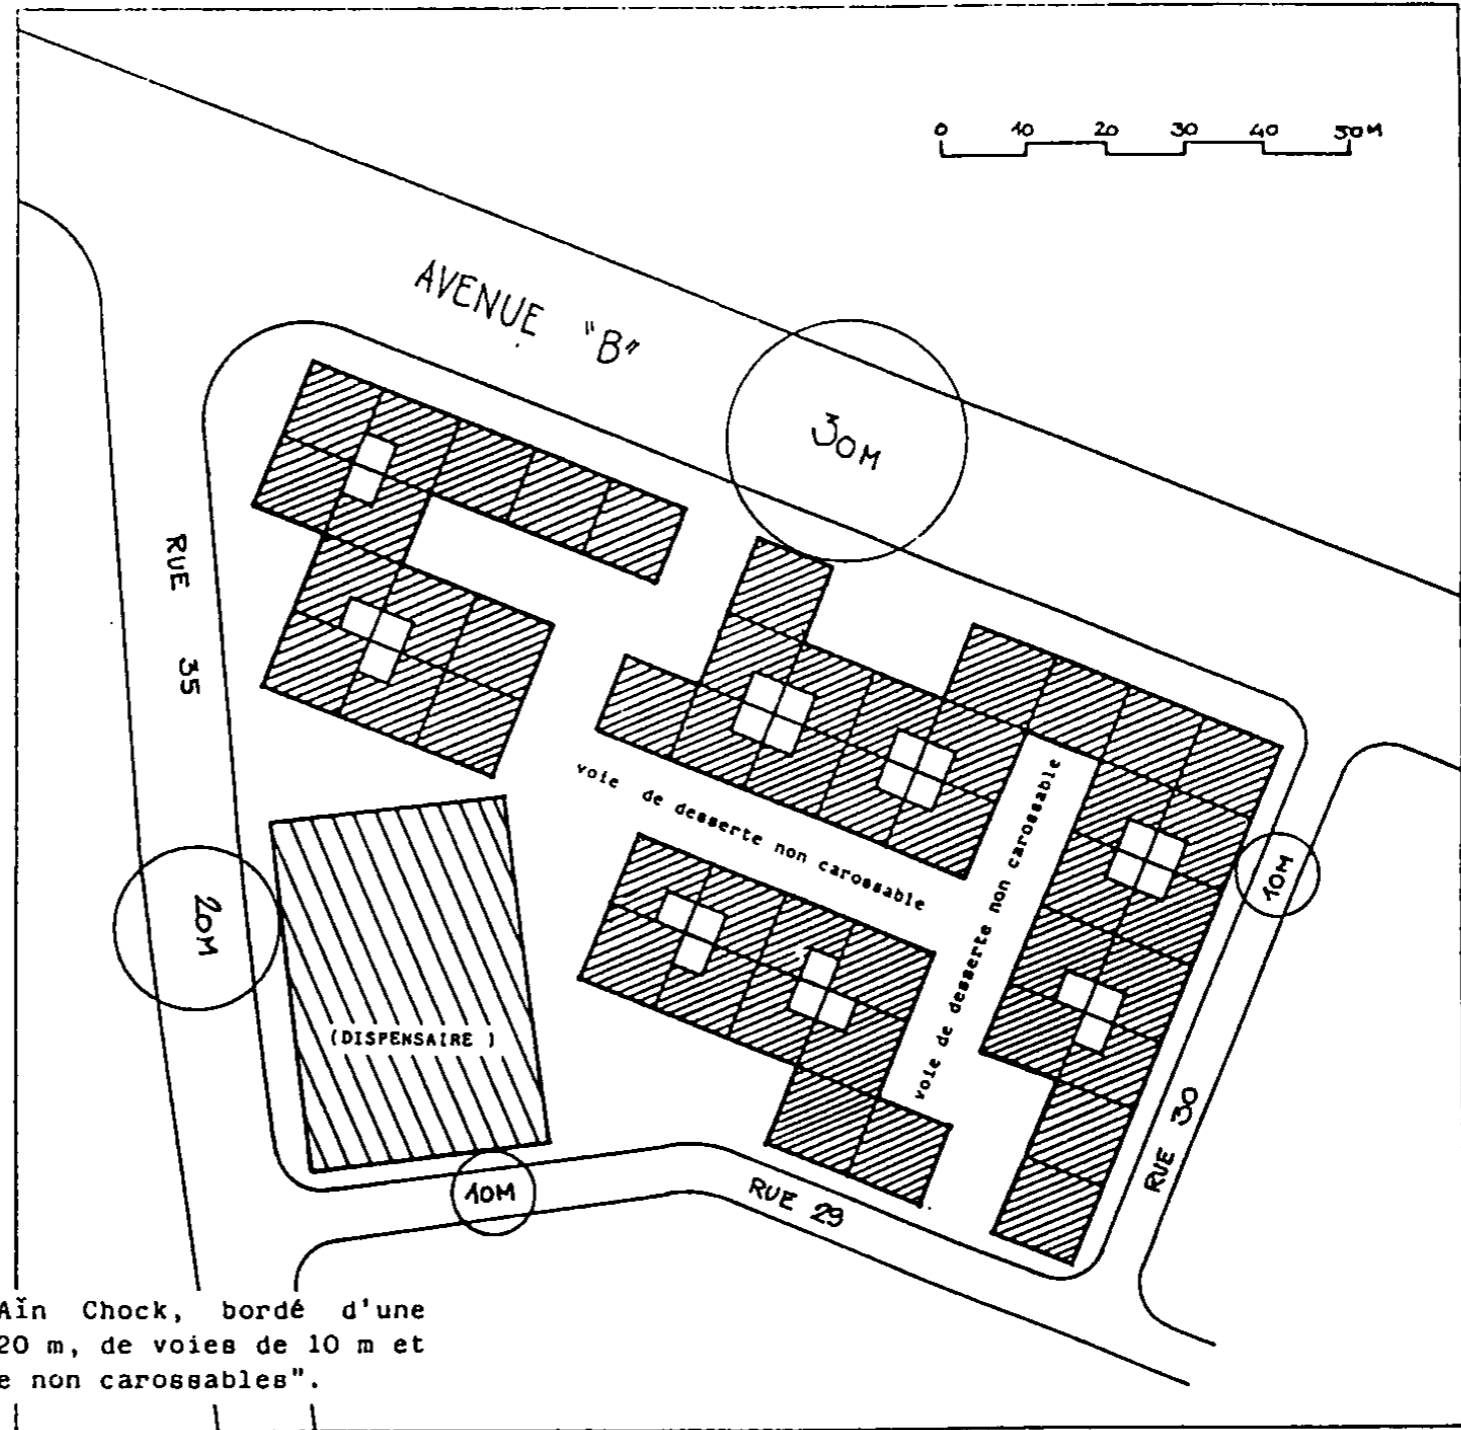 0 10 20 30 40 50M
AVENUE "B"
30M
RUE 35
voie de desserte non carossable
voie de desserte non carossable
10M
20M
(DISPENSAIRE)
RUE 30
10M
RUE 29
Aĭn Chock, bordé d'une
20 m, de voies de 10 m et
e non carossables".